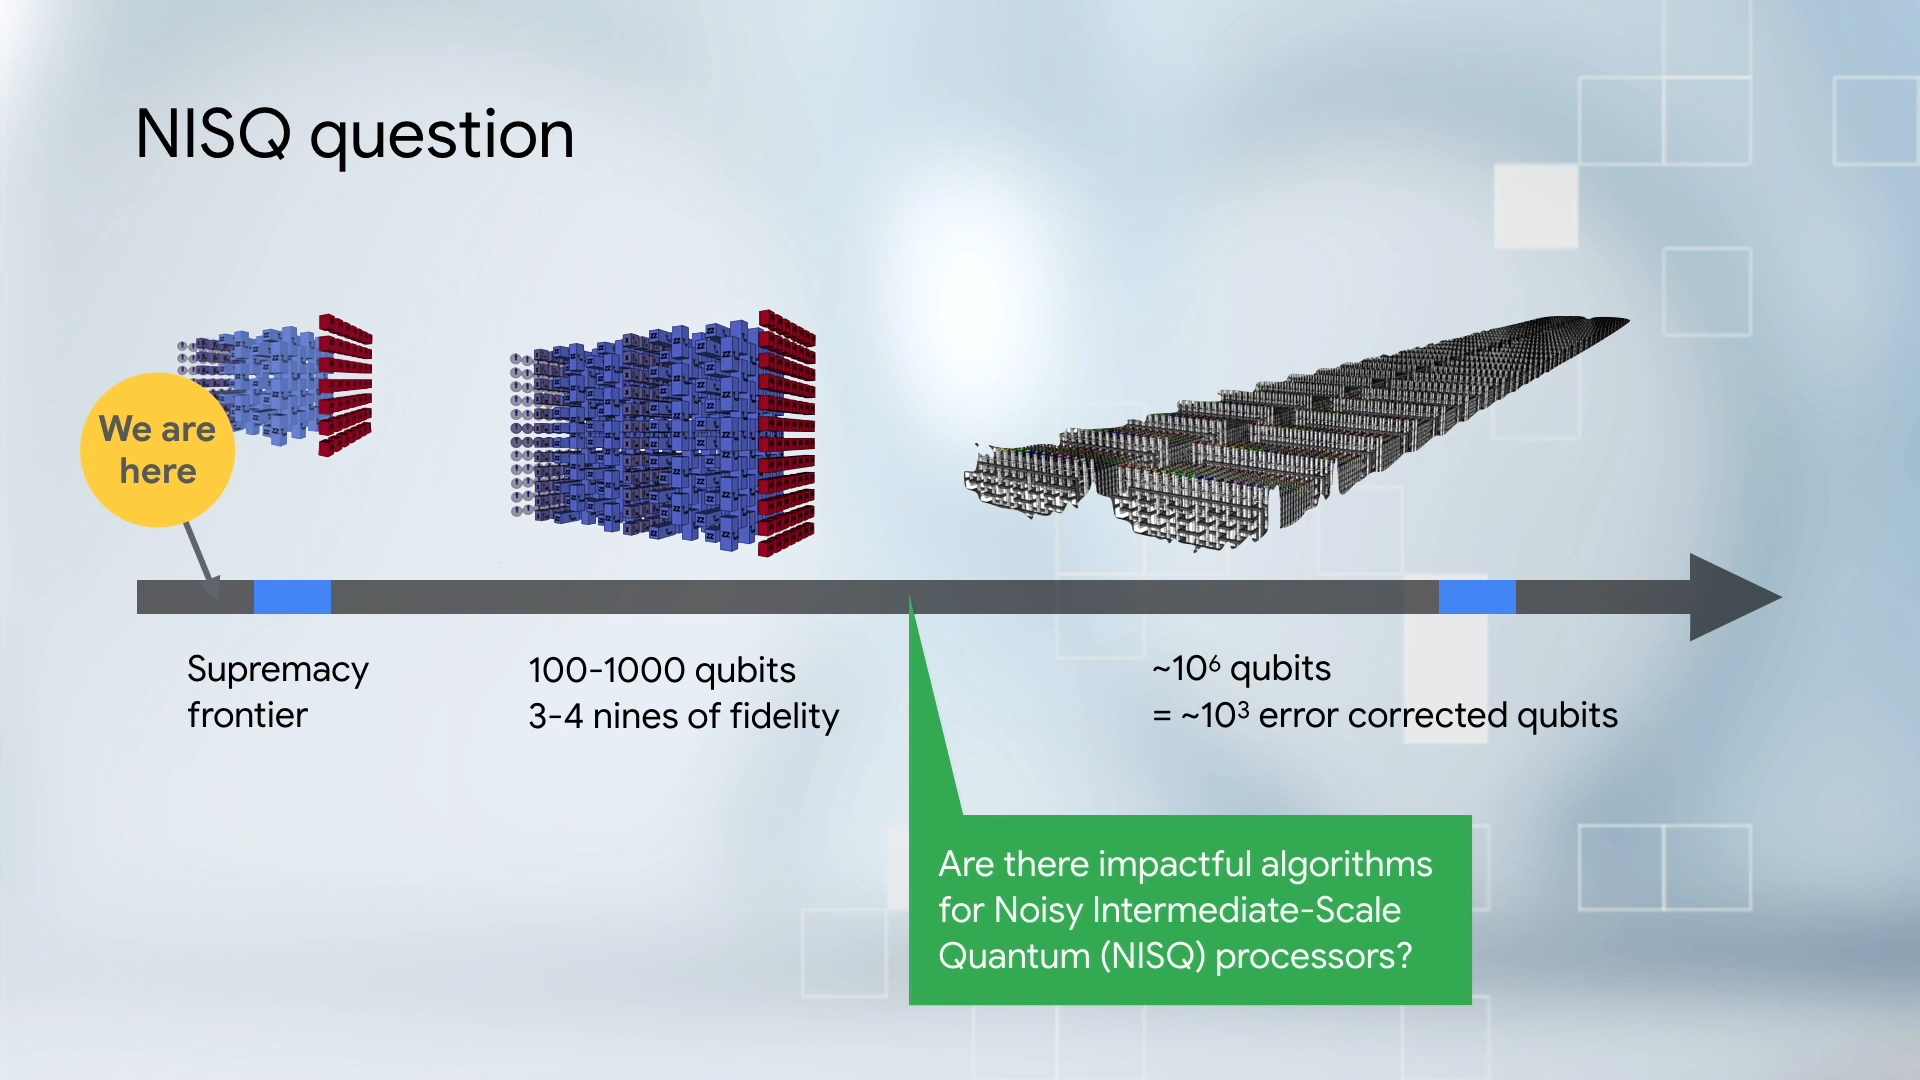 NISQ question
We are
here
Supremacy
frontier
100-1000 qubits
3-4 nines of fidelity
~10⁶ qubits
= ~10³ error corrected qubits
Are there impactful algorithms
for Noisy Intermediate-Scale
Quantum (NISQ) processors?